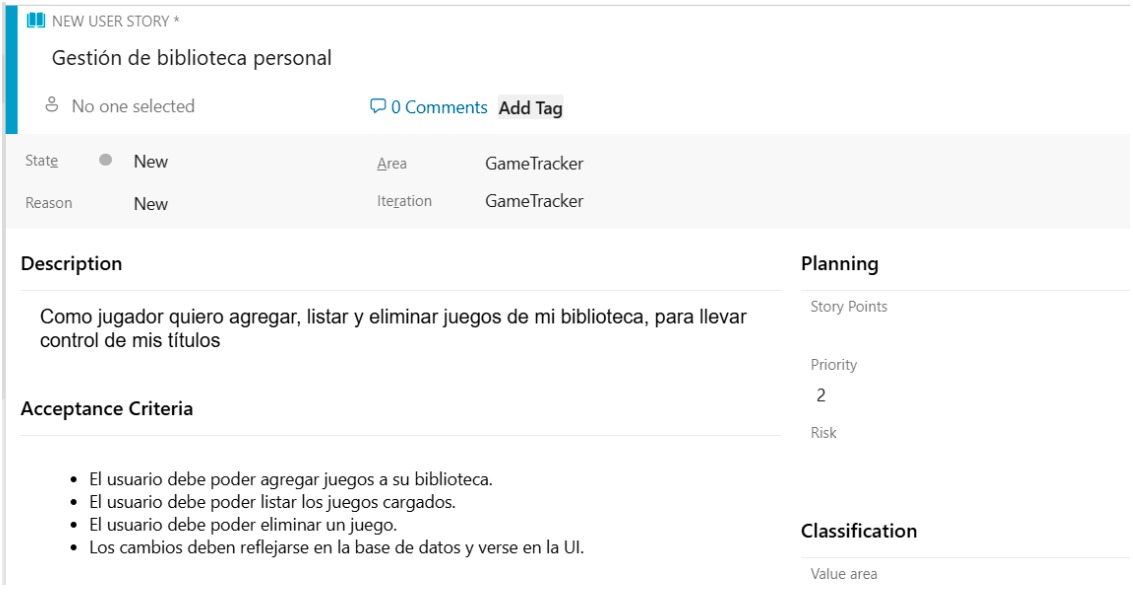 NEW USER STORY *
Gestión de biblioteca personal
No one selected
0 Comments Add Tag
State New
Area GameTracker
Reason New
Iteration GameTracker
Description
Como jugador quiero agregar, listar y eliminar juegos de mi biblioteca, para llevar
control de mis títulos
Acceptance Criteria
• El usuario debe poder agregar juegos a su biblioteca.
• El usuario debe poder listar los juegos cargados.
• El usuario debe poder eliminar un juego.
• Los cambios deben reflejarse en la base de datos y verse en la UI.
Planning
Story Points
Priority
2
Risk
Classification
Value area